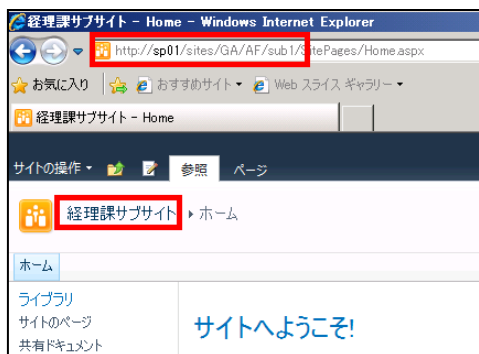 経理課サブサイト - Home - Windows Internet Explorer
http://sp01/sites/GA/AF/sub1/SitePages/Home.aspx
お気に入り おすすめサイト Web スライス ギャラリー
経理課サブサイト - Home
サイトの操作 参照 ページ
経理課サブサイト ホーム
ホーム
ライブラリ
サイトのページ
サイトへようこそ!
共有ドキュメント